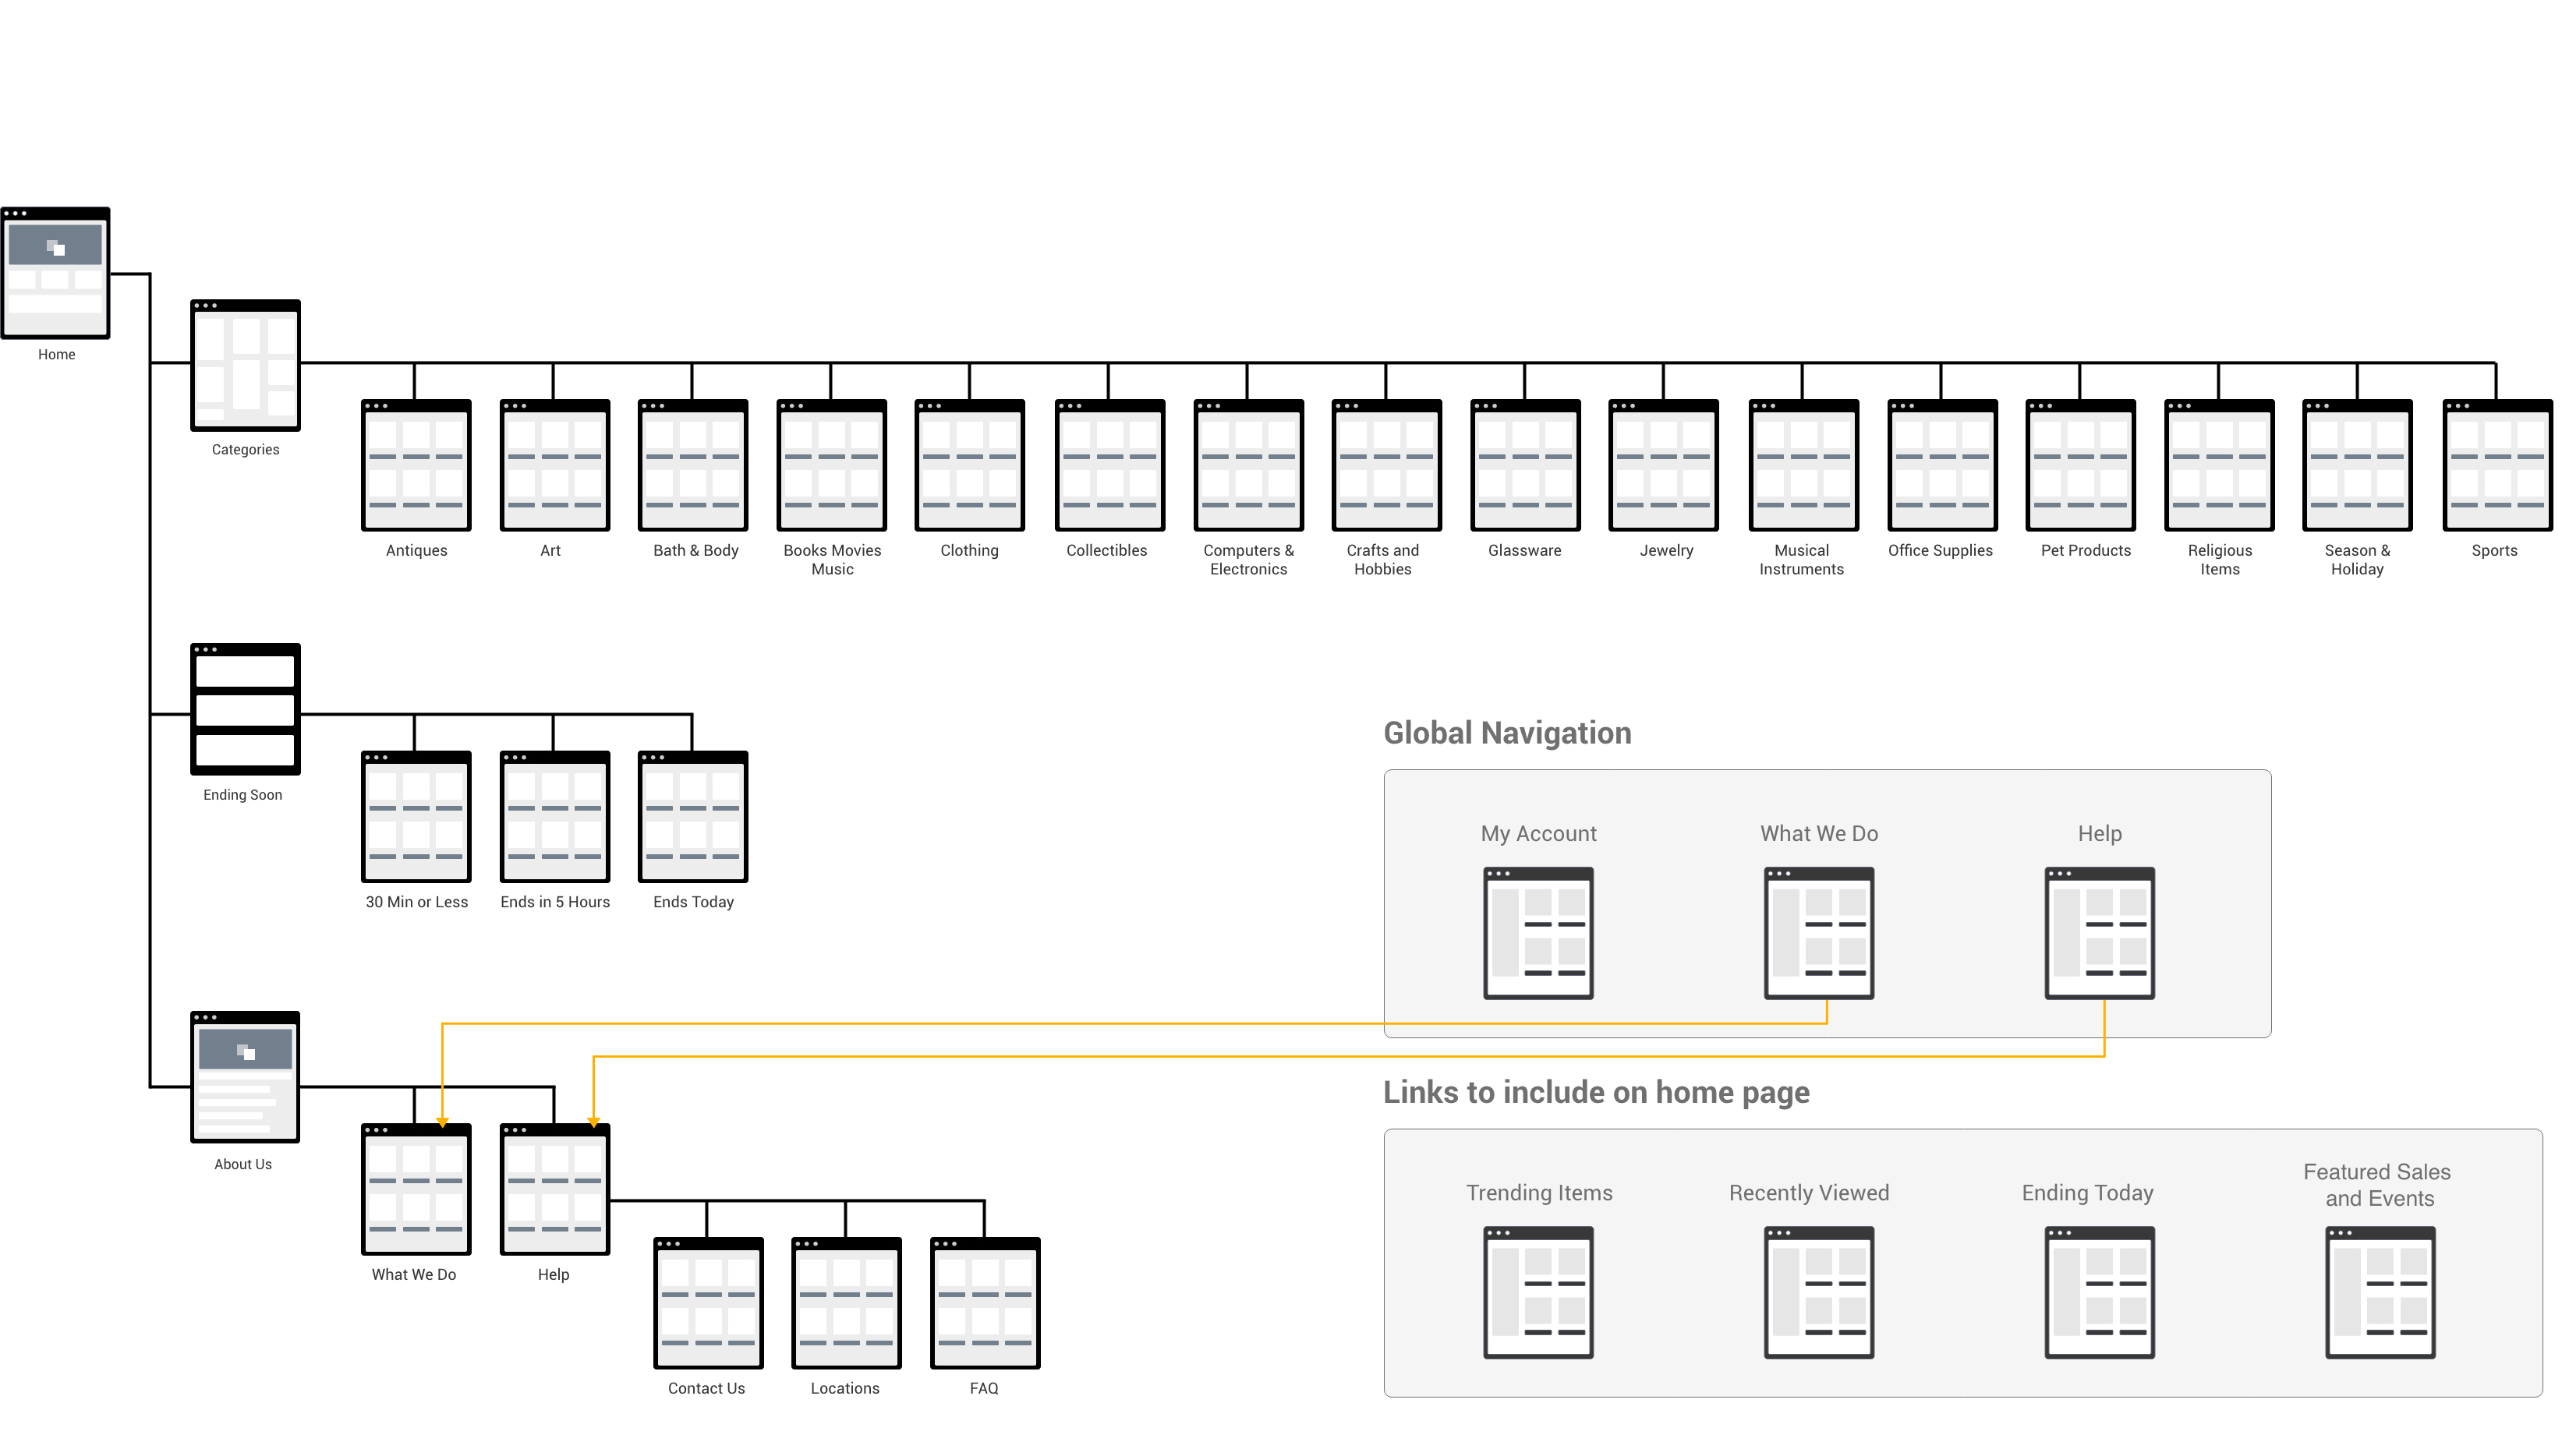 Home
Categories
Antiques
Art
Bath & Body
Books Movies
Music
Clothing
Collectibles
Computers &
Electronics
Crafts and
Hobbies
Glassware
Jewelry
Musical
Instruments
Office Supplies
Pet Products
Religious
Items
Season &
Holiday
Sports
Ending Soon
30 Min or Less
Ends in 5 Hours
Ends Today
Global Navigation
My Account
What We Do
Help
About Us
What We Do
Help
Contact Us
Locations
FAQ
Links to include on home page
Trending Items
Recently Viewed
Ending Today
Featured Sales
and Events